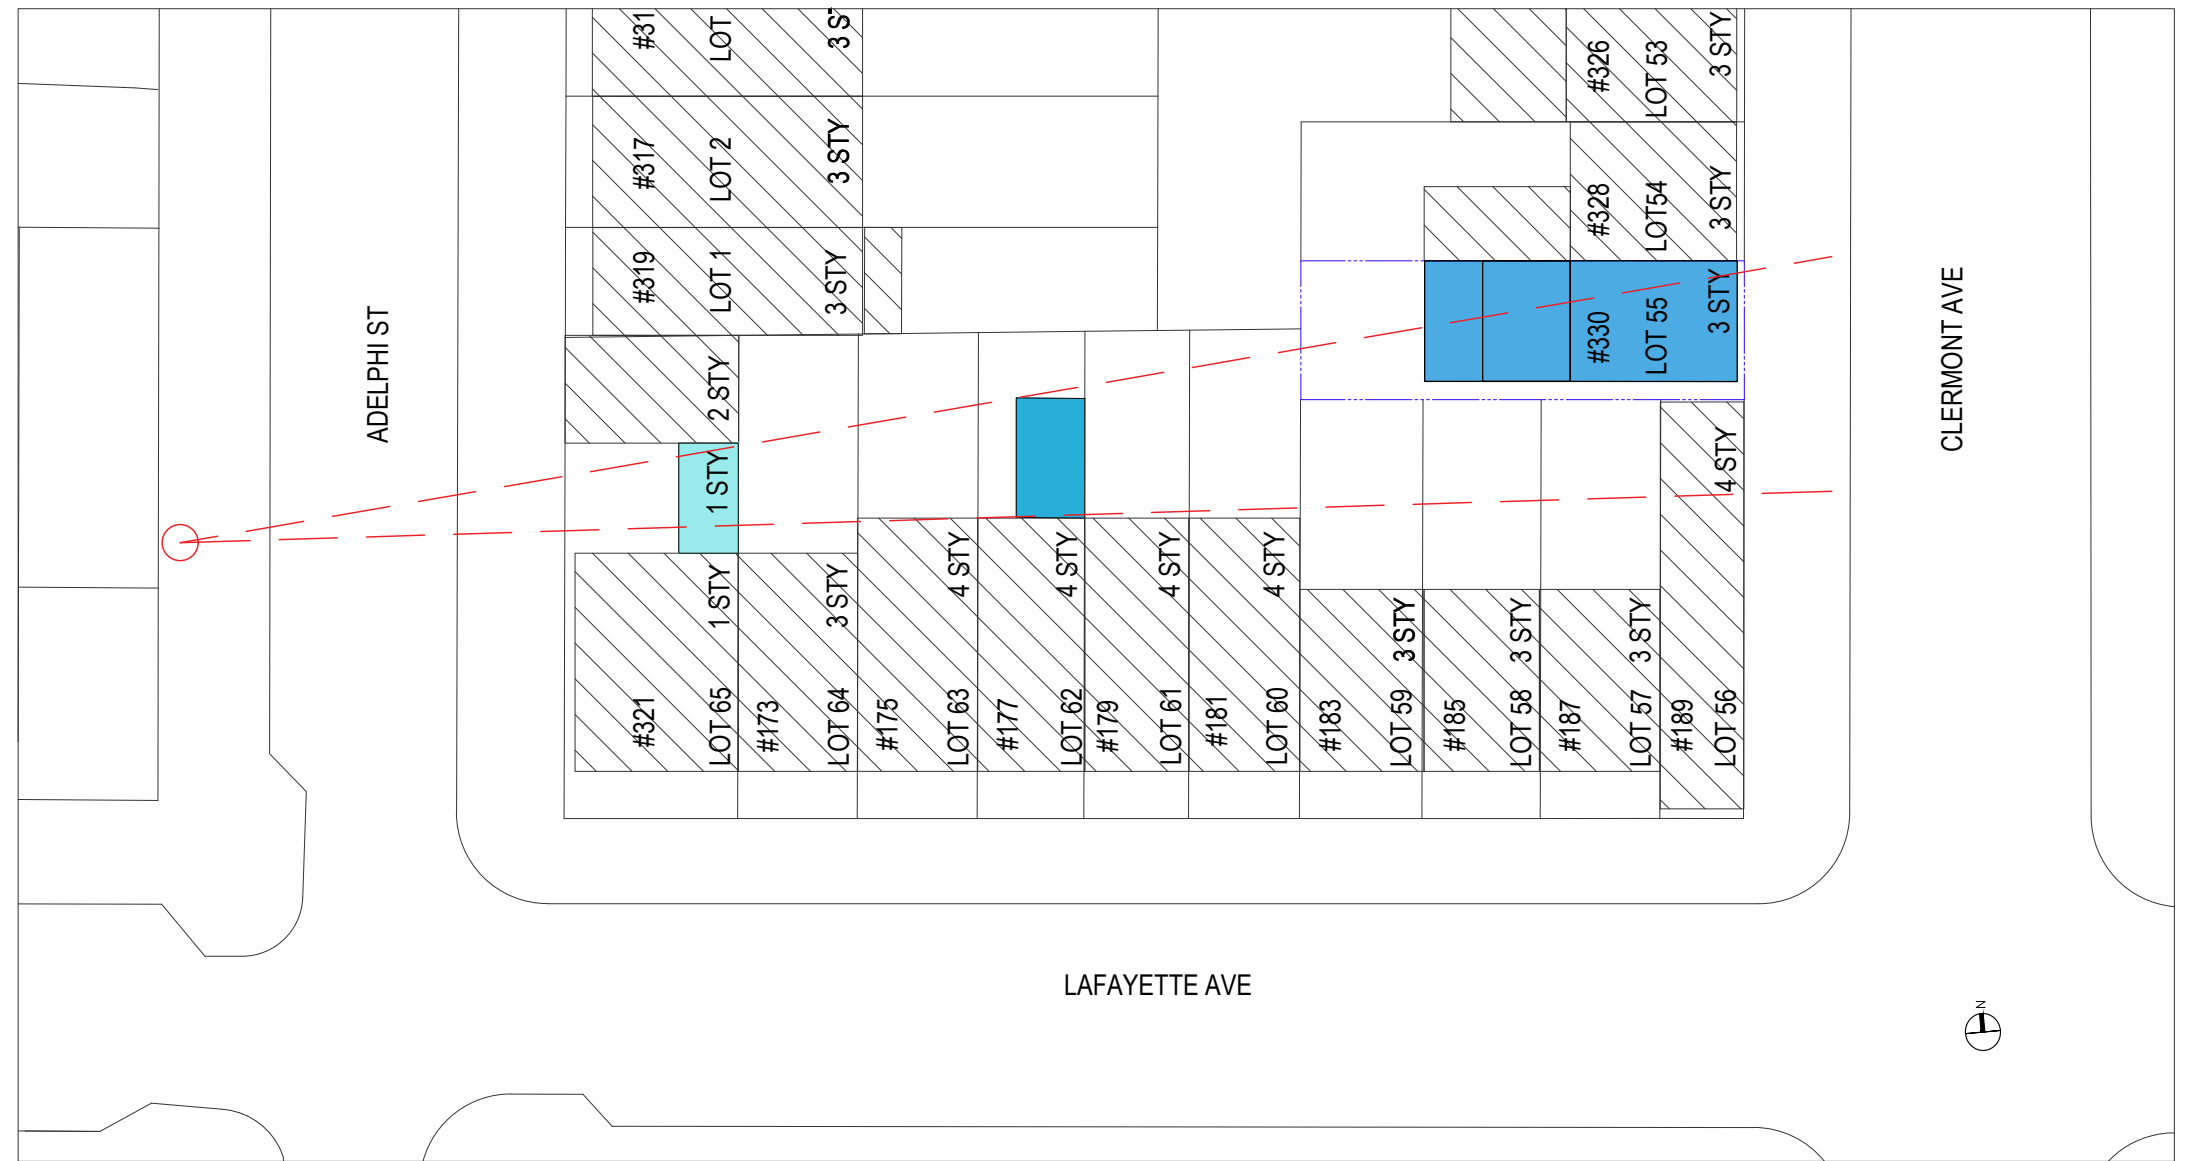 #31
LOT
3 S
#317
LOT 2
3 STY
#319
LOT 1
3 STY
2 STY
1 STY
#326
LOT 53
3 STY
#328
LOT54
3 STY
#330
LOT 55
3 STY
ADELPHI ST
CLERMONT AVE
#321
LOT 65
1 STY
#173
LOT 64
3 STY
#175
LOT 63
4 STY
#177
LOT 62
4 STY
#179
LOT 61
4 STY
#181
LOT 60
4 STY
#183
LOT 59
3 STY
#185
LOT 58
3 STY
#187
LOT 57
3 STY
#189
LOT 56
4 STY
LAFAYETTE AVE
N